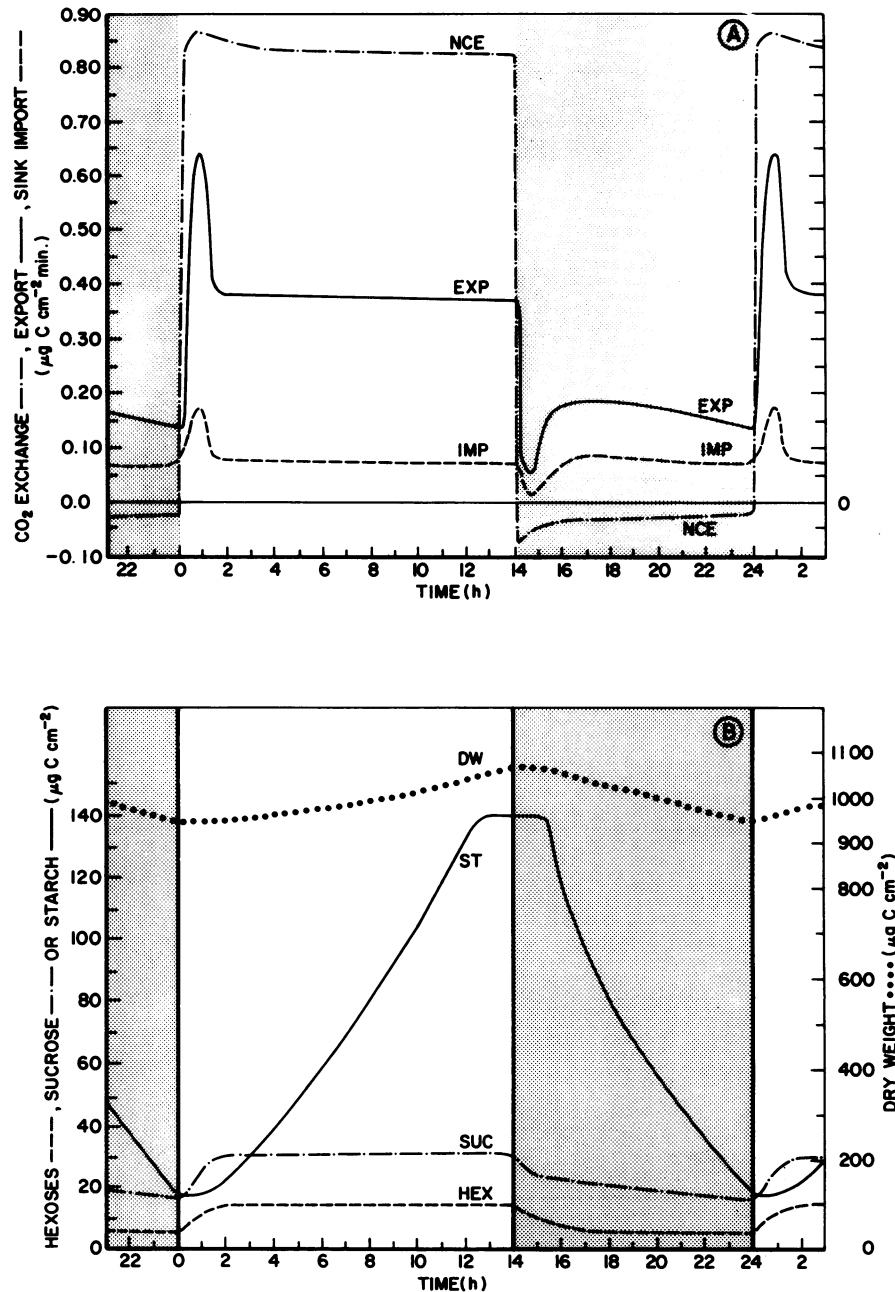 A
0.90
0.80
0.70
0.60
0.50
0.40
0.30
0.20
0.10
0.0
-0.10
CO₂ EXCHANGE —·—, EXPORT ———, SINK IMPORT ---
(μg C cm⁻² min.)
NCE
EXP
IMP
EXP
IMP
NCE
0
22 0 2 4 6 8 10 12 14 16 18 20 22 24 2
TIME (h)
B
140
120
100
80
60
40
20
0
HEXOSES ----, SUCROSE —·— OR STARCH —— (μg C cm⁻²)
DW
ST
SUC
HEX
1100
1000
900
800
600
400
200
0
DRY WEIGHT •••• (μg C cm⁻²)
22 0 2 4 6 8 10 12 14 16 18 20 22 24 2
TIME (h)